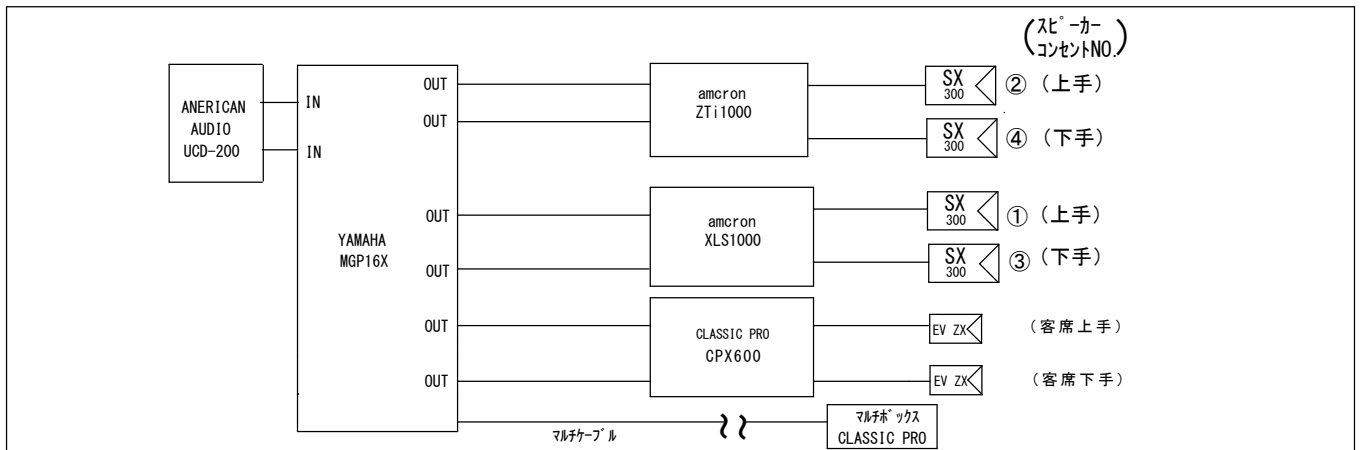 (スピーカー
コンセントNO.)
ANERICAN
AUDIO
UCD-200
IN
IN
YAMAHA
MGP16X
OUT
OUT
OUT
OUT
OUT
OUT
amcron
ZTi1000
SX
300
② (上手)
SX
300
④ (下手)
amcron
XLS1000
SX
300
① (上手)
SX
300
③ (下手)
CLASSIC PRO
CPX600
EV ZX
(客席上手)
EV ZX
(客席下手)
マルチケーブル
マルチボックス
CLASSIC PRO